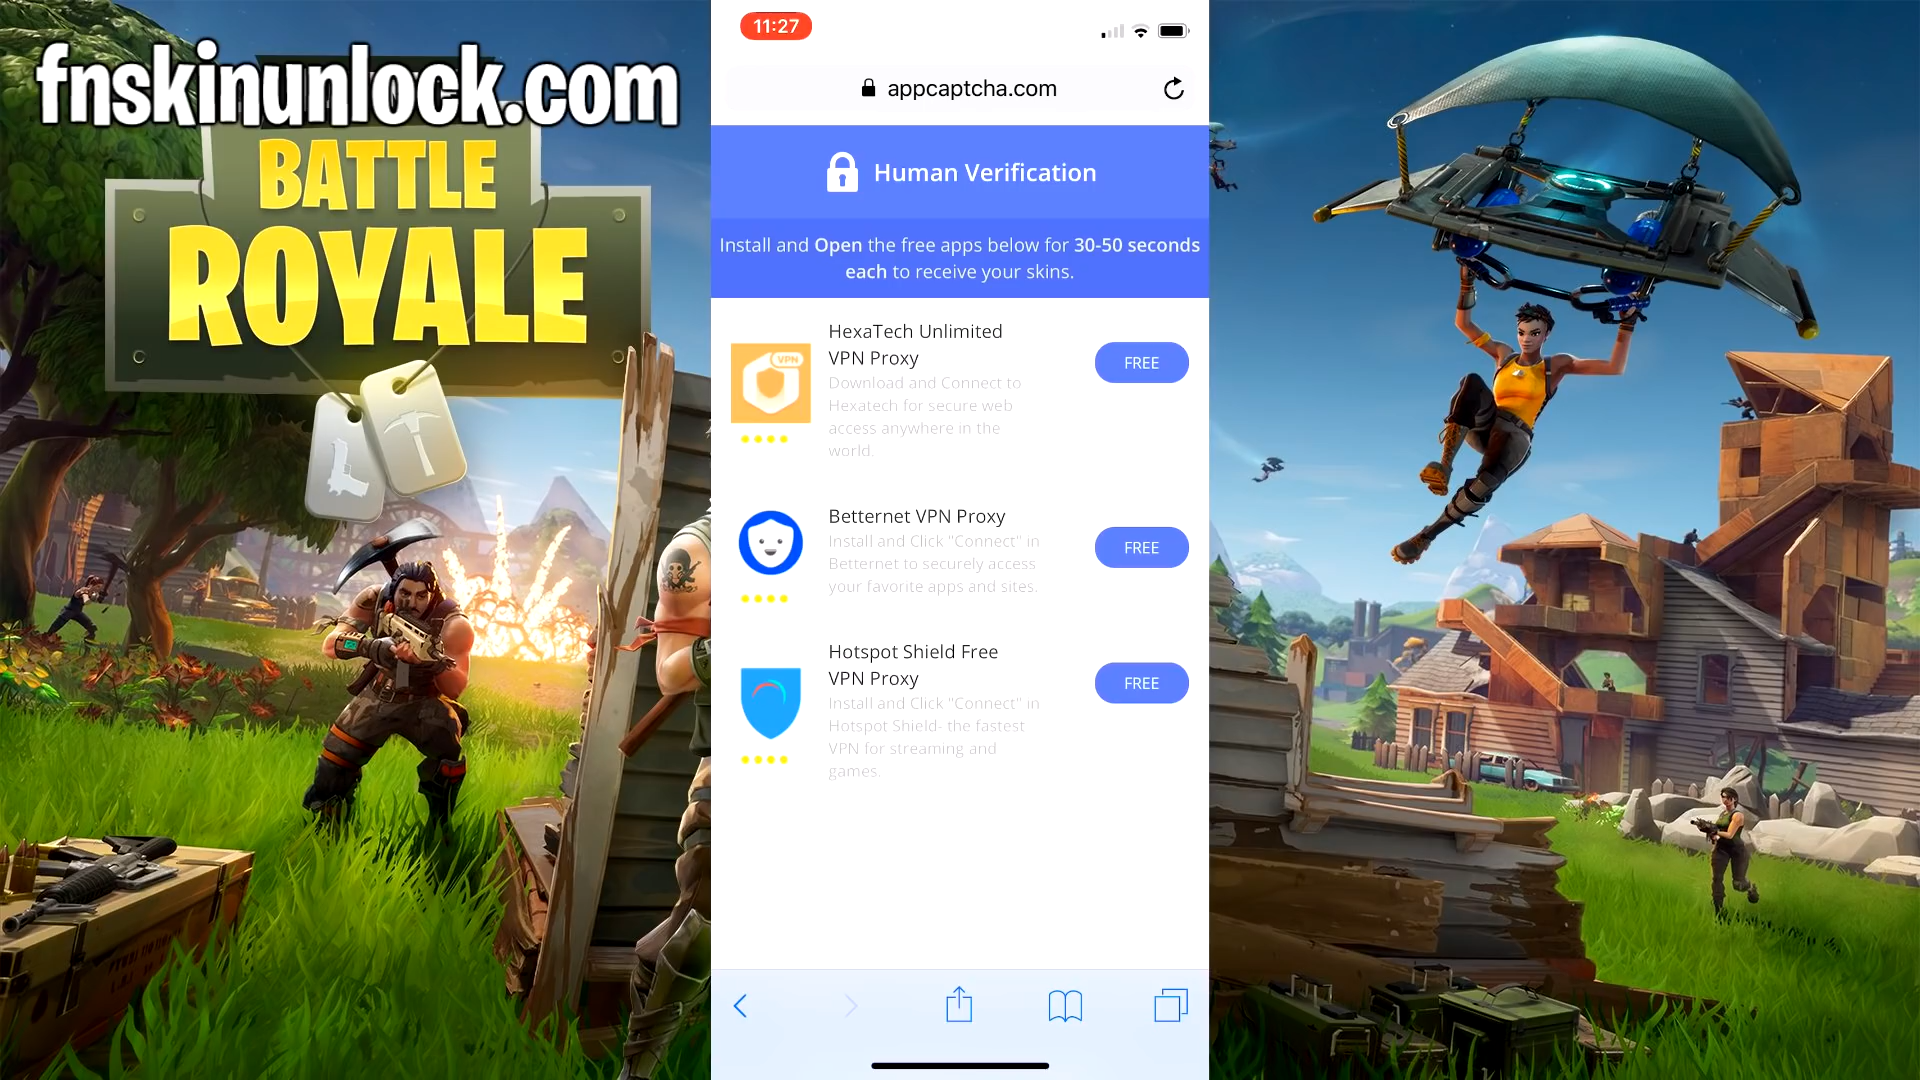 fnskinunlock.com
BATTLE
ROYALE
11:27
appcaptcha.com
Human Verification
Install and Open the free apps below for 30-50 seconds
each to receive your skins.
HexaTech Unlimited
VPN Proxy
Download and Connect to
Hexatech for secure web
access anywhere in the
world.
VPN
FREE
Betternet VPN Proxy
Install and Click "Connect" in
Betternet to securely access
your favorite apps and sites.
FREE
Hotspot Shield Free
VPN Proxy
Install and Click "Connect" in
Hotspot Shield- the fastest
VPN for streaming and
games.
FREE